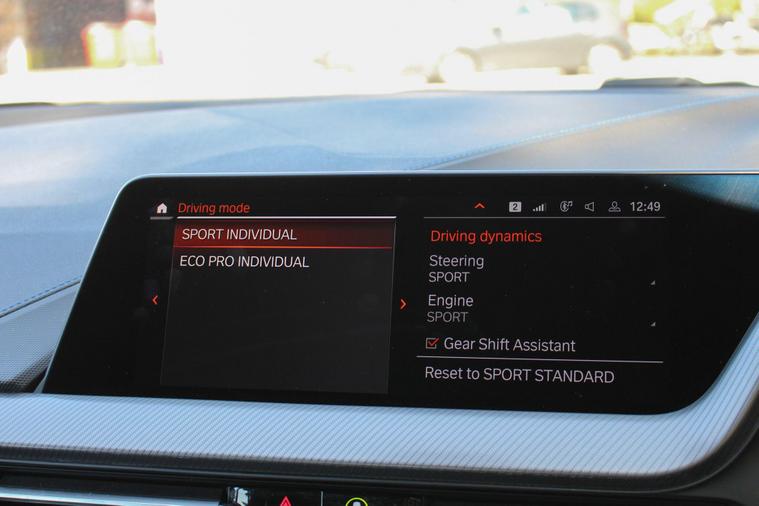 Driving mode
2
12:49
SPORT INDIVIDUAL
ECO PRO INDIVIDUAL
Driving dynamics
Steering
SPORT
Engine
SPORT
Gear Shift Assistant
Reset to SPORT STANDARD